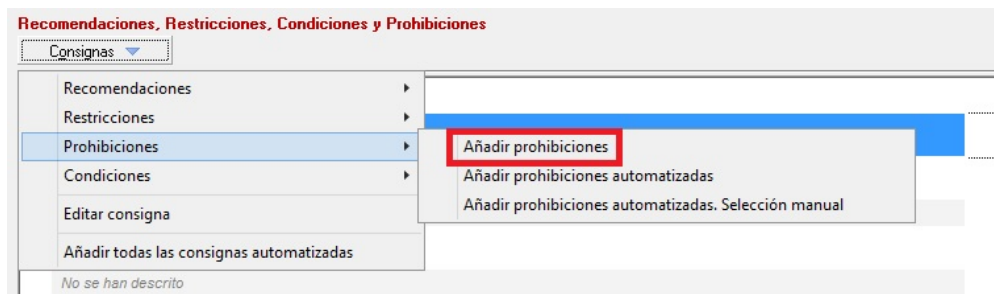 Recomendaciones, Restricciones, Condiciones y Prohibiciones
Consignas
Recomendaciones
Restricciones
Prohibiciones
Añadir prohibiciones
Condiciones
Añadir prohibiciones automatizadas
Añadir prohibiciones automatizadas. Selección manual
Editar consigna
Añadir todas las consignas automatizadas
No se han descrito